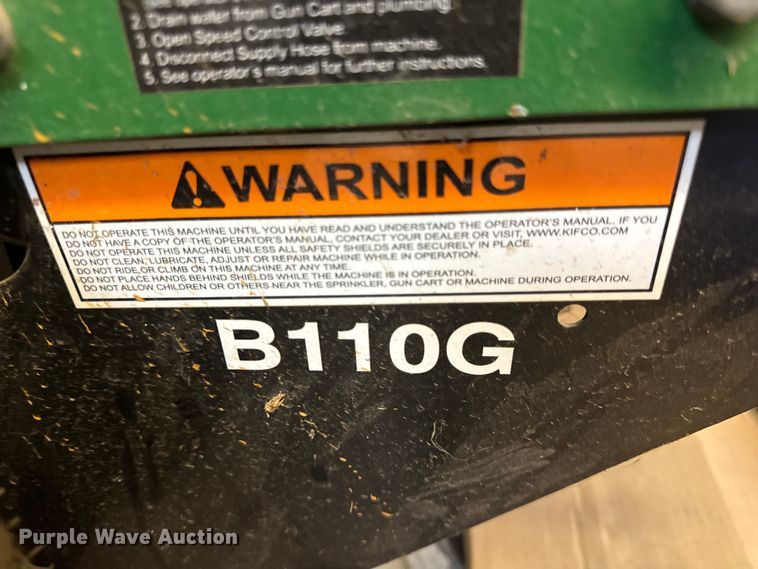 2. Drain water from Gun Cart and plumbing.
3. Open Speed Control Valve.
4. Disconnect Supply Hose from machine.
5. See operator's manual for further instructions.
WARNING
DO NOT OPERATE THIS MACHINE UNTIL YOU HAVE READ AND UNDERSTAND THE OPERATOR'S MANUAL. IF YOU
DO NOT HAVE A COPY OF THE OPERATOR'S MANUAL, CONTACT YOUR DEALER OR VISIT, WWW.KIFCO.COM
DO NOT OPERATE THIS MACHINE UNLESS ALL SAFETY SHIELDS ARE SECURELY IN PLACE.
DO NOT CLEAN, LUBRICATE, ADJUST OR REPAIR MACHINE WHILE IN OPERATION.
DO NOT RIDE OR CLIMB ON THIS MACHINE AT ANY TIME.
DO NOT PLACE HANDS BEHIND SHIELDS WHILE THE MACHINE IS IN OPERATION.
DO NOT ALLOW CHILDREN OR OTHERS NEAR THE SPRINKLER, GUN CART OR MACHINE DURING OPERATION.
B110G
Purple Wave Auction